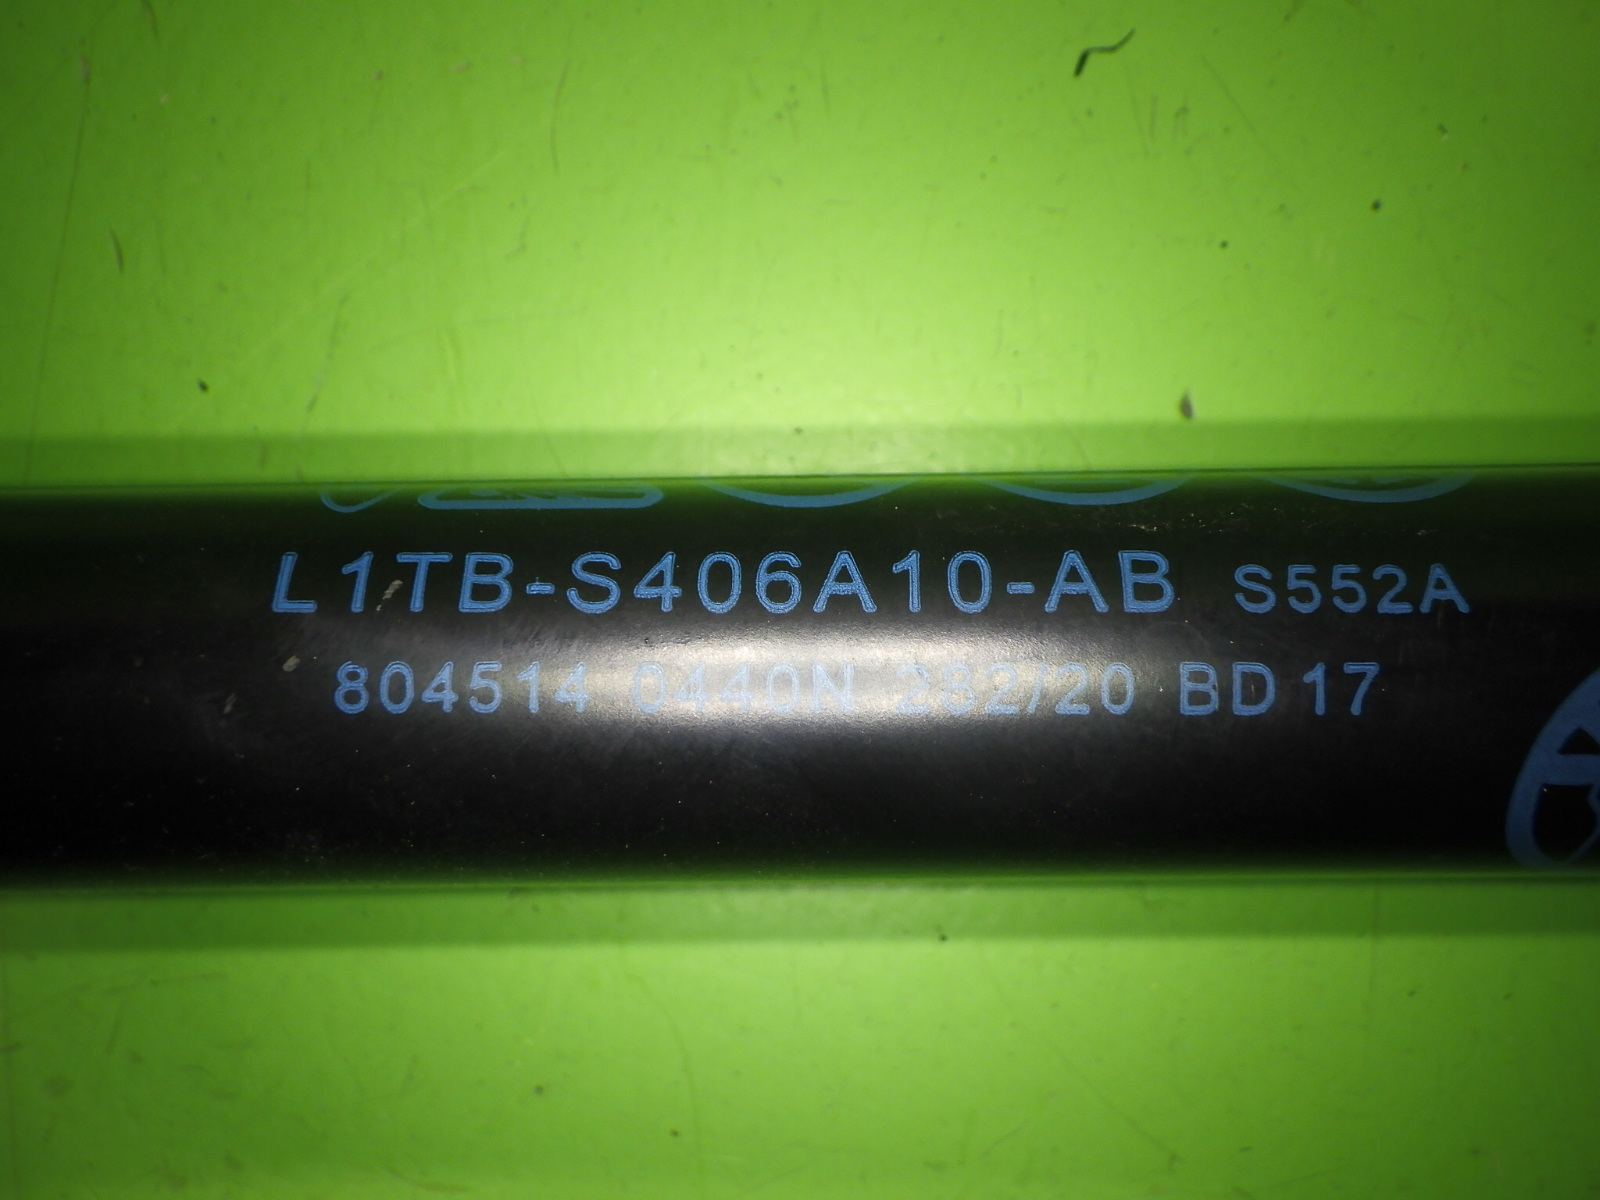 L1TB-S406A10-AB S552A
804514 0440N 282/20 BD 17